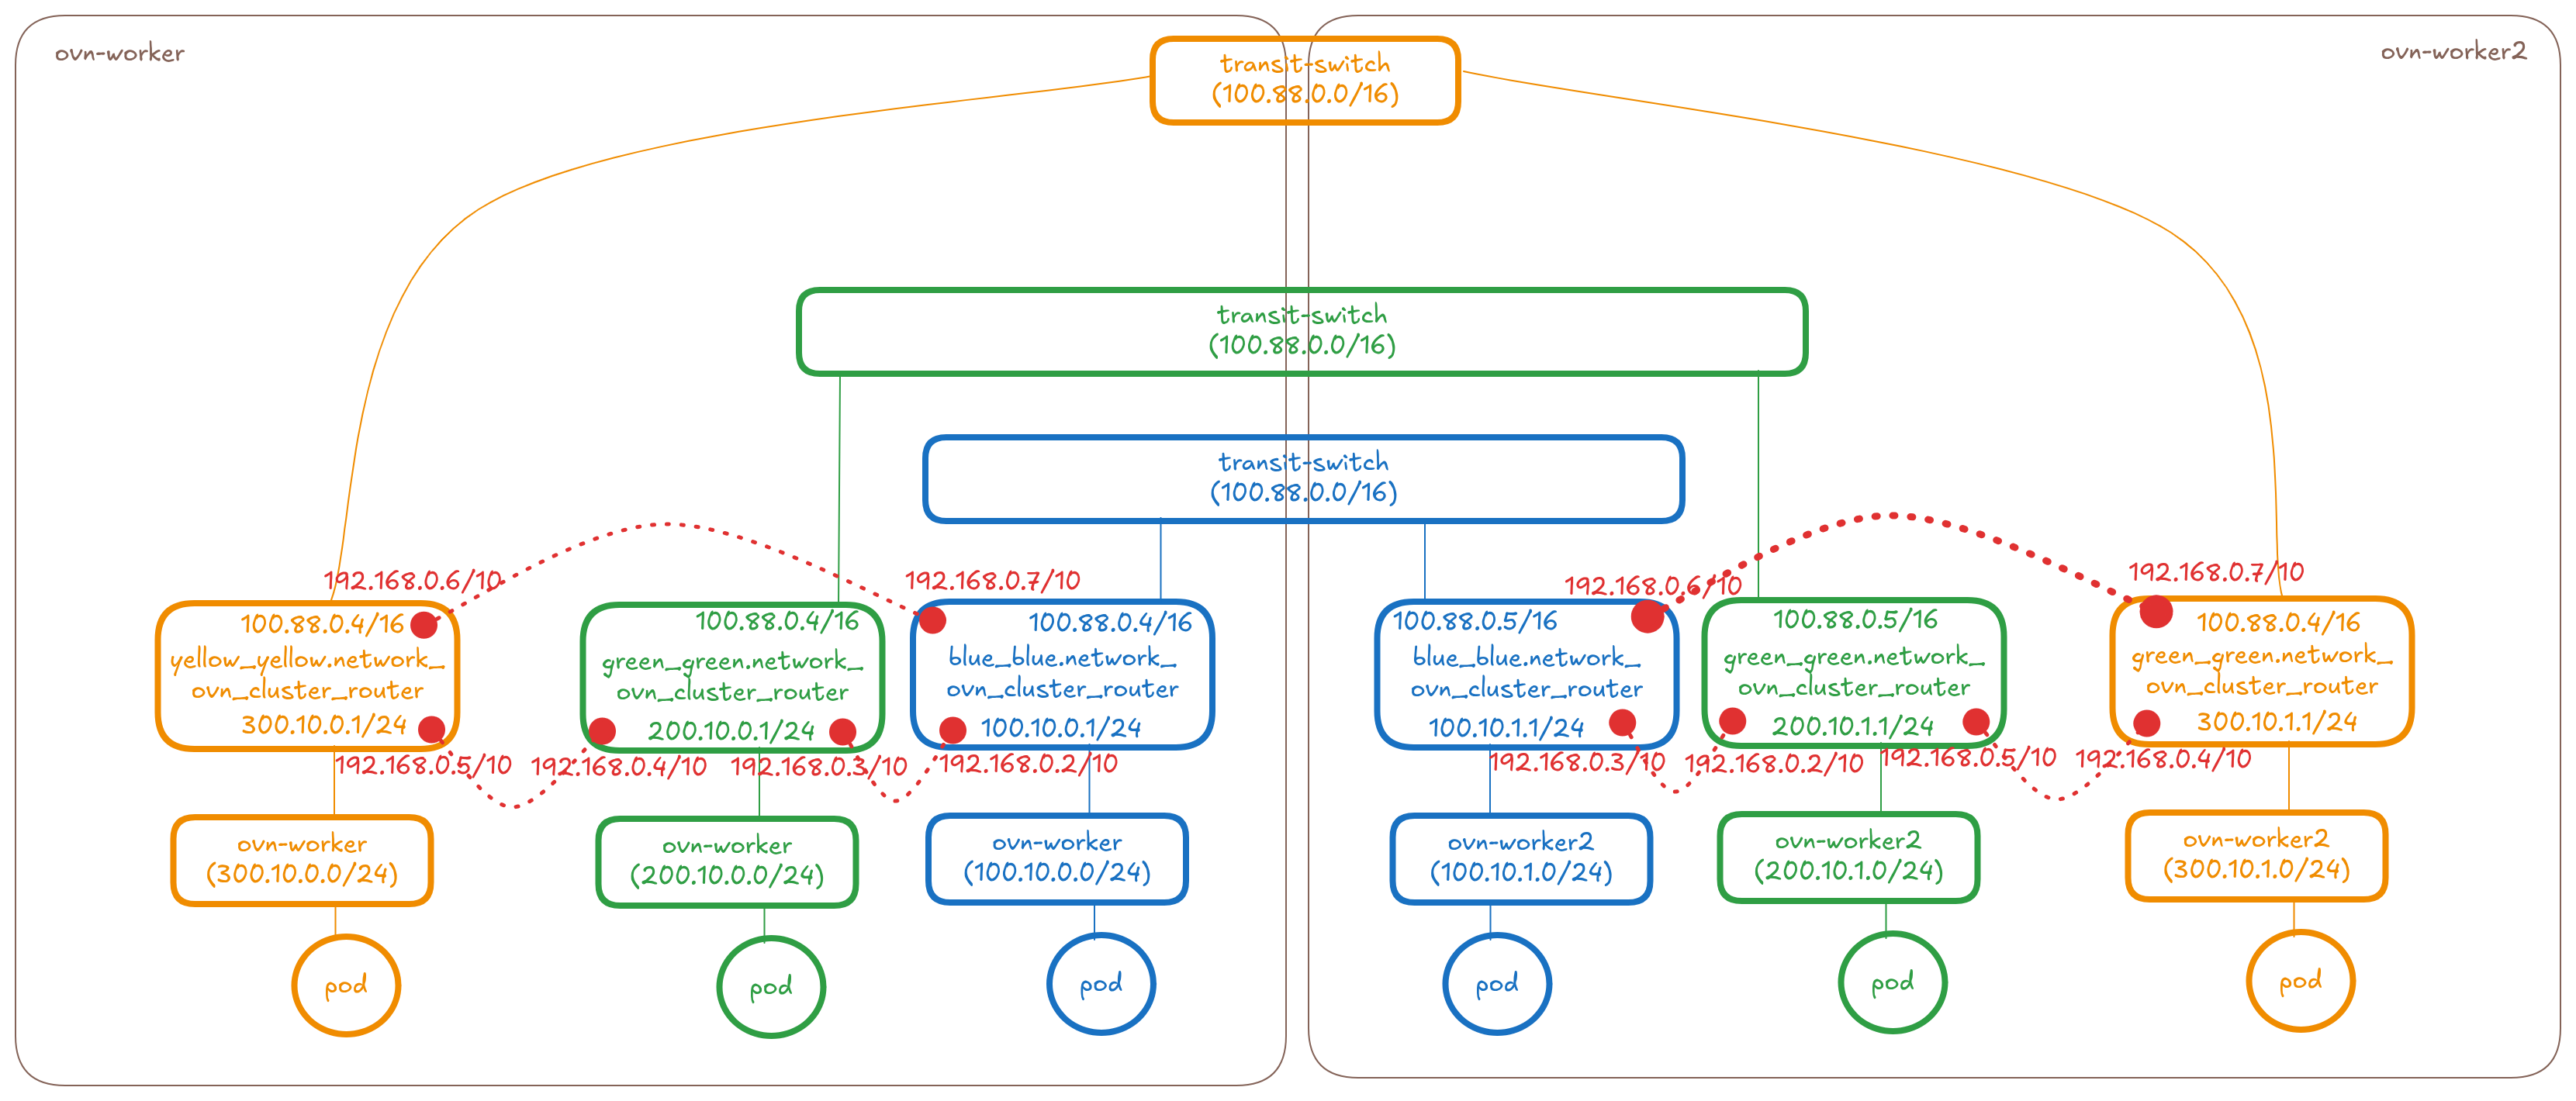 ovn-worker
ovn-worker2
transit-switch
(100.88.0.0/16)
transit-switch
(100.88.0.0/16)
transit-switch
(100.88.0.0/16)
192.168.0.6/10
192.168.0.7/10
192.168.0.6/10
192.168.0.7/10
100.88.0.4/16
yellow_yellow.network_
ovn_cluster_router
300.10.0.1/24
100.88.0.4/16
green_green.network_
ovn_cluster_router
200.10.0.1/24
100.88.0.4/16
blue_blue.network_
ovn_cluster_router
100.10.0.1/24
100.88.0.5/16
blue_blue.network_
ovn_cluster_router
100.10.1.1/24
100.88.0.5/16
green_green.network_
ovn_cluster_router
200.10.1.1/24
100.88.0.4/16
green_green.network_
ovn_cluster_router
300.10.1.1/24
192.168.0.5/10
192.168.0.4/10
192.168.0.3/10
192.168.0.2/10
192.168.0.3/10
192.168.0.2/10
192.168.0.5/10
192.168.0.4/10
ovn-worker
(300.10.0.0/24)
ovn-worker
(200.10.0.0/24)
ovn-worker
(100.10.0.0/24)
ovn-worker2
(100.10.1.0/24)
ovn-worker2
(200.10.1.0/24)
ovn-worker2
(300.10.1.0/24)
pod
pod
pod
pod
pod
pod